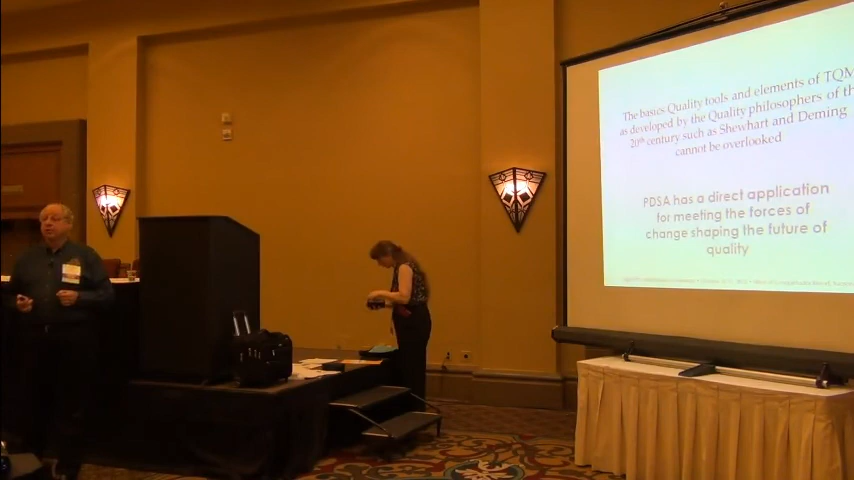 The basics Quality tools and elements of TQM
as developed by the Quality philosophers of the
20th century such as Shewhart and Deming
cannot be overlooked
PDSA has a direct application
for meeting the forces of
change shaping the future of
quality